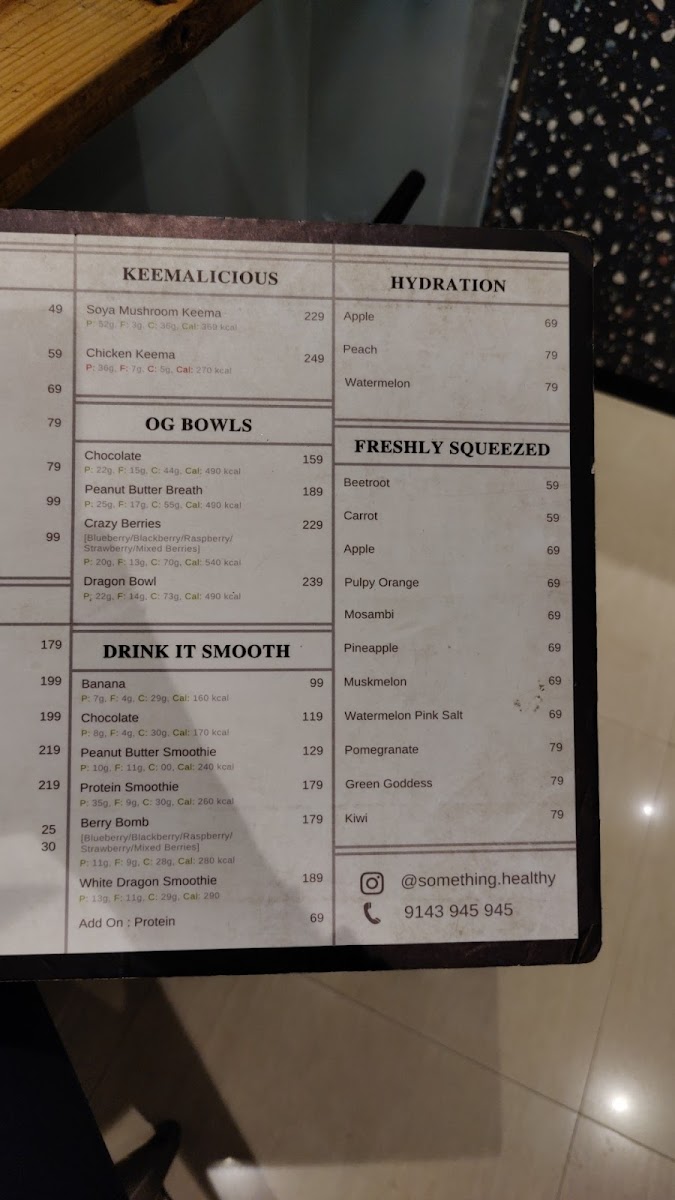 49
59
69
79
79
99
99
179
199
199
219
219
25
30
KEEMALICIOUS
Soya Mushroom Keema 229
P: 52g, F: 3g, C: 36g, Cal: 359 kcal
Chicken Keema 249
P: 36g, F: 7g, C: 5g, Cal: 270 kcal
OG BOWLS
Chocolate 159
P: 22g, F: 15g, C: 44g, Cal: 490 kcal
Peanut Butter Breath 189
P: 25g, F: 17g, C: 55g, Cal: 490 kcal
Crazy Berries 229
[Blueberry/Blackberry/Raspberry/
Strawberry/Mixed Berries]
P: 20g, F: 13g, C: 70g, Cal: 540 kcal
Dragon Bowl 239
P: 22g, F: 14g, C: 73g, Cal: 490 kcal
DRINK IT SMOOTH
Banana 99
P: 7g, F: 4g, C: 29g, Cal: 160 kcal
Chocolate 119
P: 8g, F: 4g, C: 30g, Cal: 170 kcal
Peanut Butter Smoothie 129
P: 10g, F: 11g, C: 00, Cal: 240 kcal
Protein Smoothie 179
P: 35g, F: 9g, C: 30g, Cal: 260 kcal
Berry Bomb 179
[Blueberry/Blackberry/Raspberry/
Strawberry/Mixed Berries]
P: 11g, F: 9g, C: 28g, Cal: 280 kcal
White Dragon Smoothie 189
P: 13g, F: 11g, C: 29g, Cal: 290
Add On : Protein 69
HYDRATION
Apple 69
Peach 79
Watermelon 79
FRESHLY SQUEEZED
Beetroot 59
Carrot 59
Apple 69
Pulpy Orange 69
Mosambi 69
Pineapple 69
Muskmelon 69
Watermelon Pink Salt 69
Pomegranate 79
Green Goddess 79
Kiwi 79
@something.healthy
9143 945 945